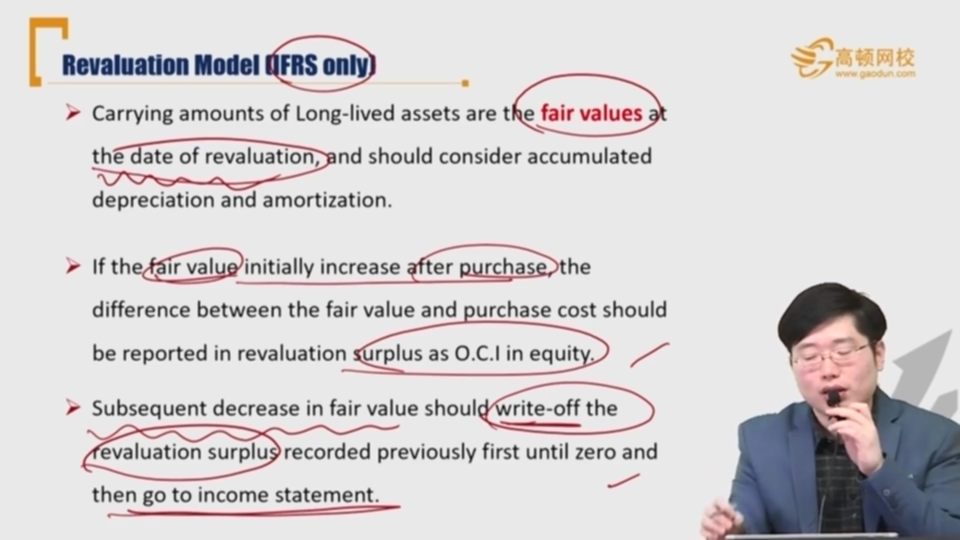 Revaluation Model (IFRS only)
高顿网校
www.gaodun.com
➢ Carrying amounts of Long-lived assets are the fair values at
the date of revaluation, and should consider accumulated
depreciation and amortization.
➢ If the fair value initially increase after purchase, the
difference between the fair value and purchase cost should
be reported in revaluation surplus as O.C.I in equity.
➢ Subsequent decrease in fair value should write-off the
revaluation surplus recorded previously first until zero and
then go to income statement.